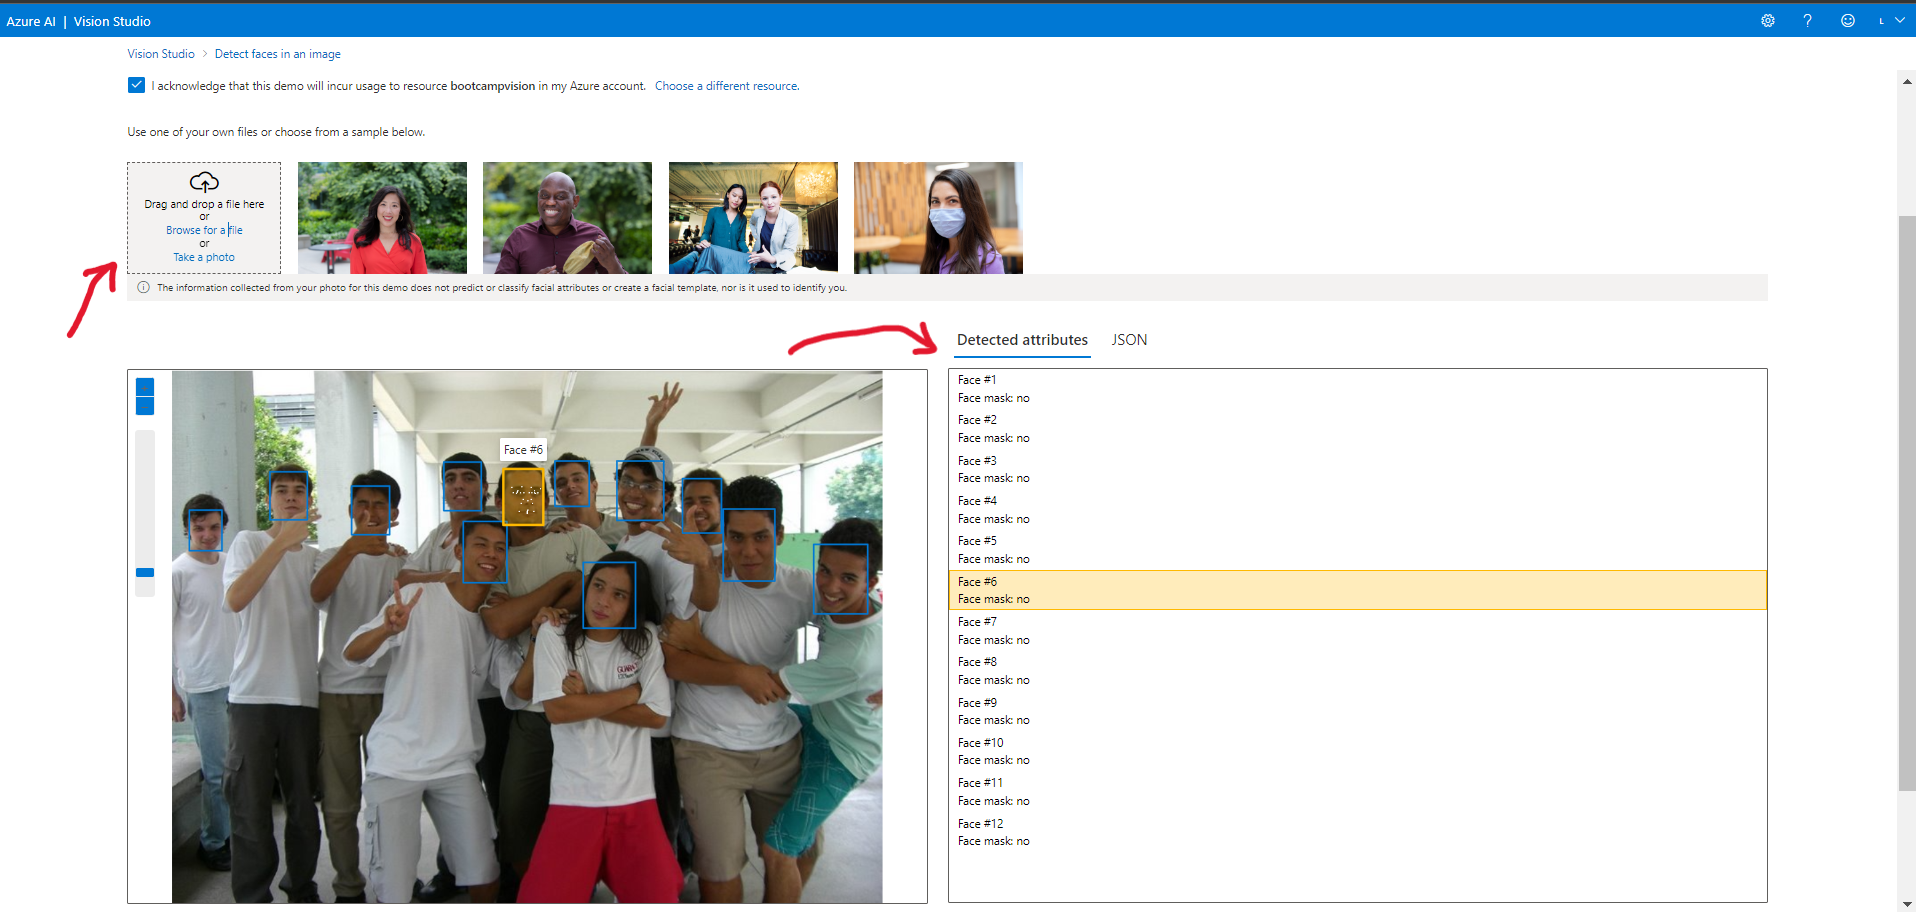 Azure AI | Vision Studio
Vision Studio > Detect faces in an image
I acknowledge that this demo will incur usage to resource bootcampvision in my Azure account. Choose a different resource.
Use one of your own files or choose from a sample below.
Drag and drop a file here
or
Browse for a file
or
Take a photo
The information collected from your photo for this demo does not predict or classify facial attributes or create a facial template, nor is it used to identify you.
Detected attributes JSON
Face #6
Face #1
Face mask: no
Face #2
Face mask: no
Face #3
Face mask: no
Face #4
Face mask: no
Face #5
Face mask: no
Face #6
Face mask: no
Face #7
Face mask: no
Face #8
Face mask: no
Face #9
Face mask: no
Face #10
Face mask: no
Face #11
Face mask: no
Face #12
Face mask: no